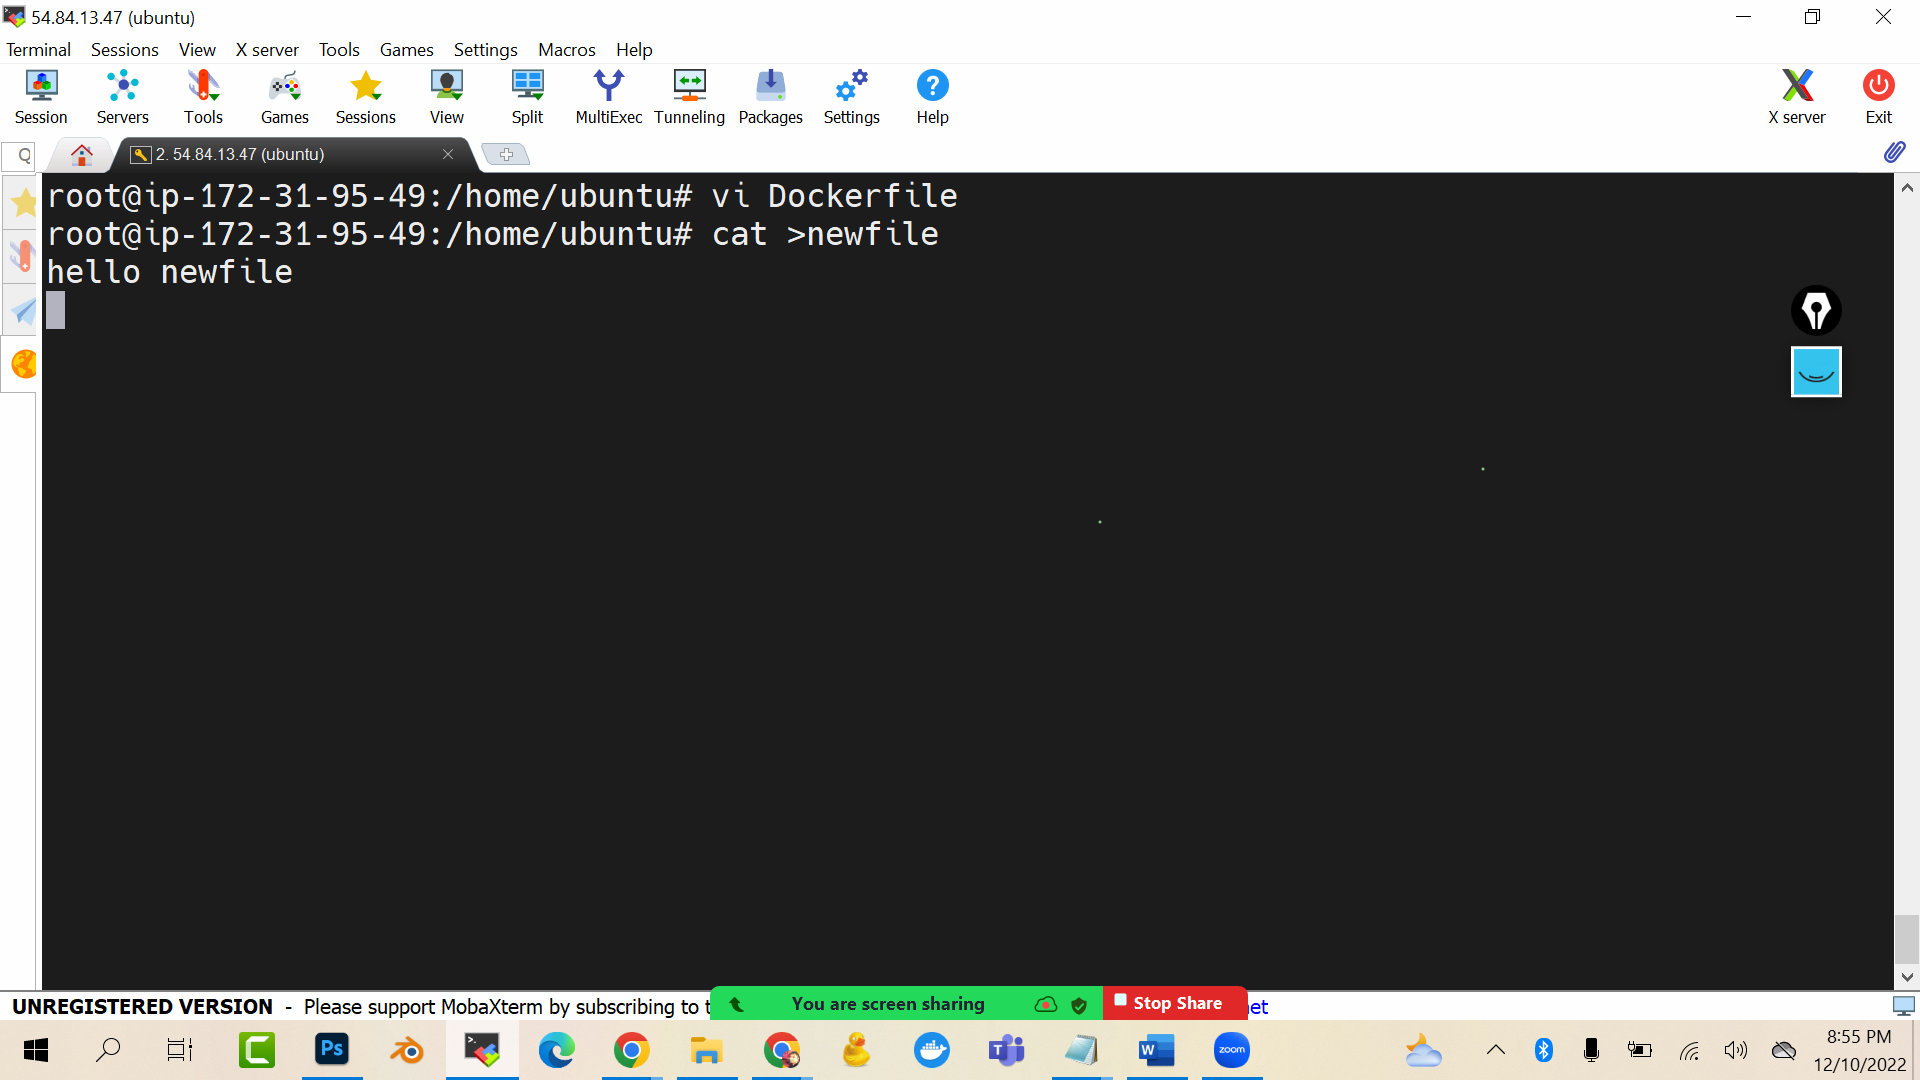 54.84.13.47 (ubuntu)
Terminal Sessions View X server Tools Games Settings Macros Help
Session Servers Tools Games Sessions View Split MultiExec Tunneling Packages Settings Help X server Exit
2. 54.84.13.47 (ubuntu)
root@ip-172-31-95-49:/home/ubuntu# vi Dockerfile
root@ip-172-31-95-49:/home/ubuntu# cat >newfile
hello newfile
UNREGISTERED VERSION - Please support MobaXterm by subscribing to t
You are screen sharing Stop Share
et
Ps
W
zoom
8:55 PM
12/10/2022